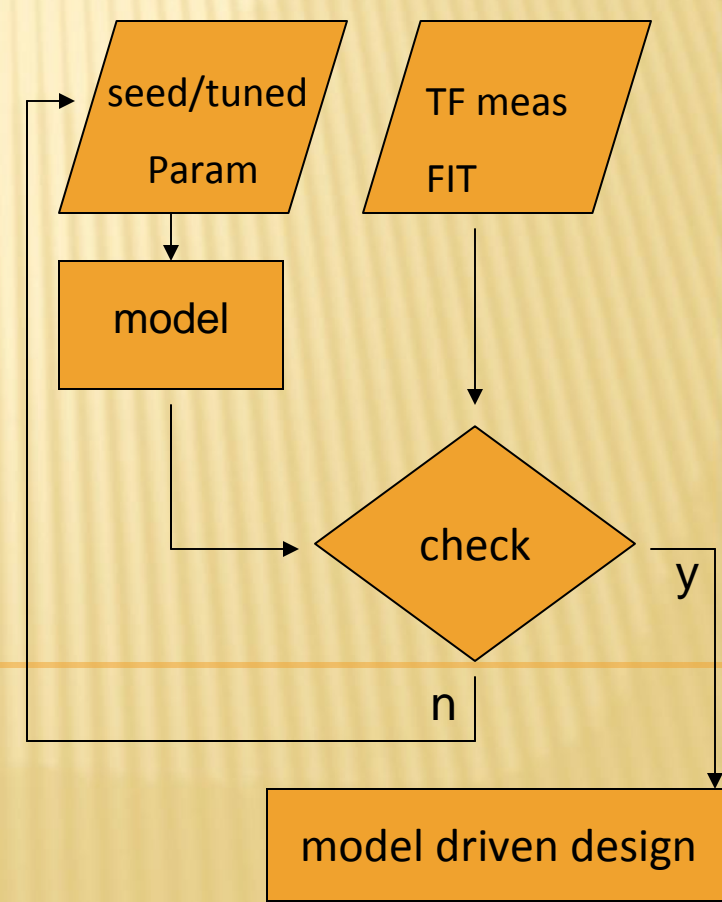 seed/tuned
Param
TF meas
FIT
model
check
y
n
model driven design